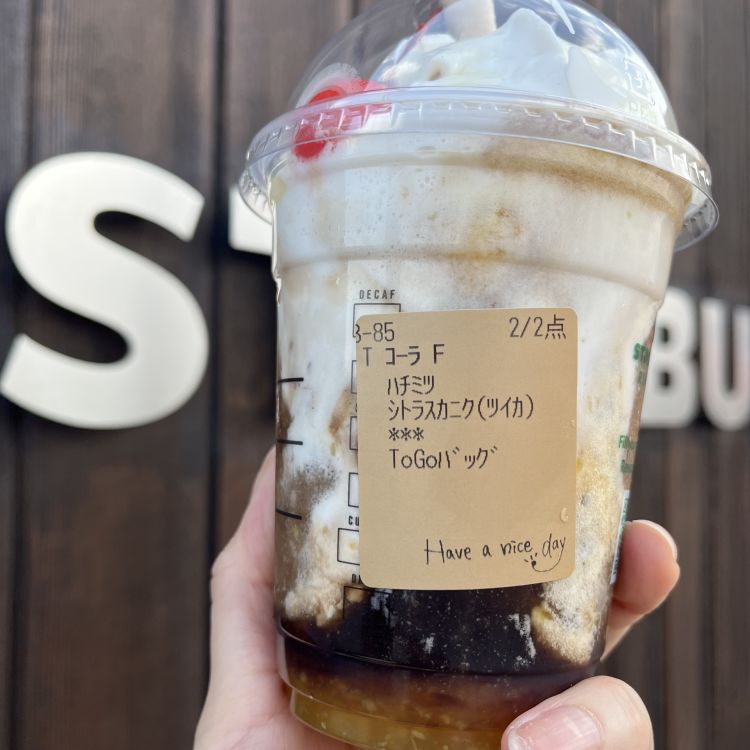 ST BU
DECAF
3-85 2/2点
T コーラ F
ハチミツ
シトラスカニク(ツイカ)
***
ToGoバッグ
Have a nice day